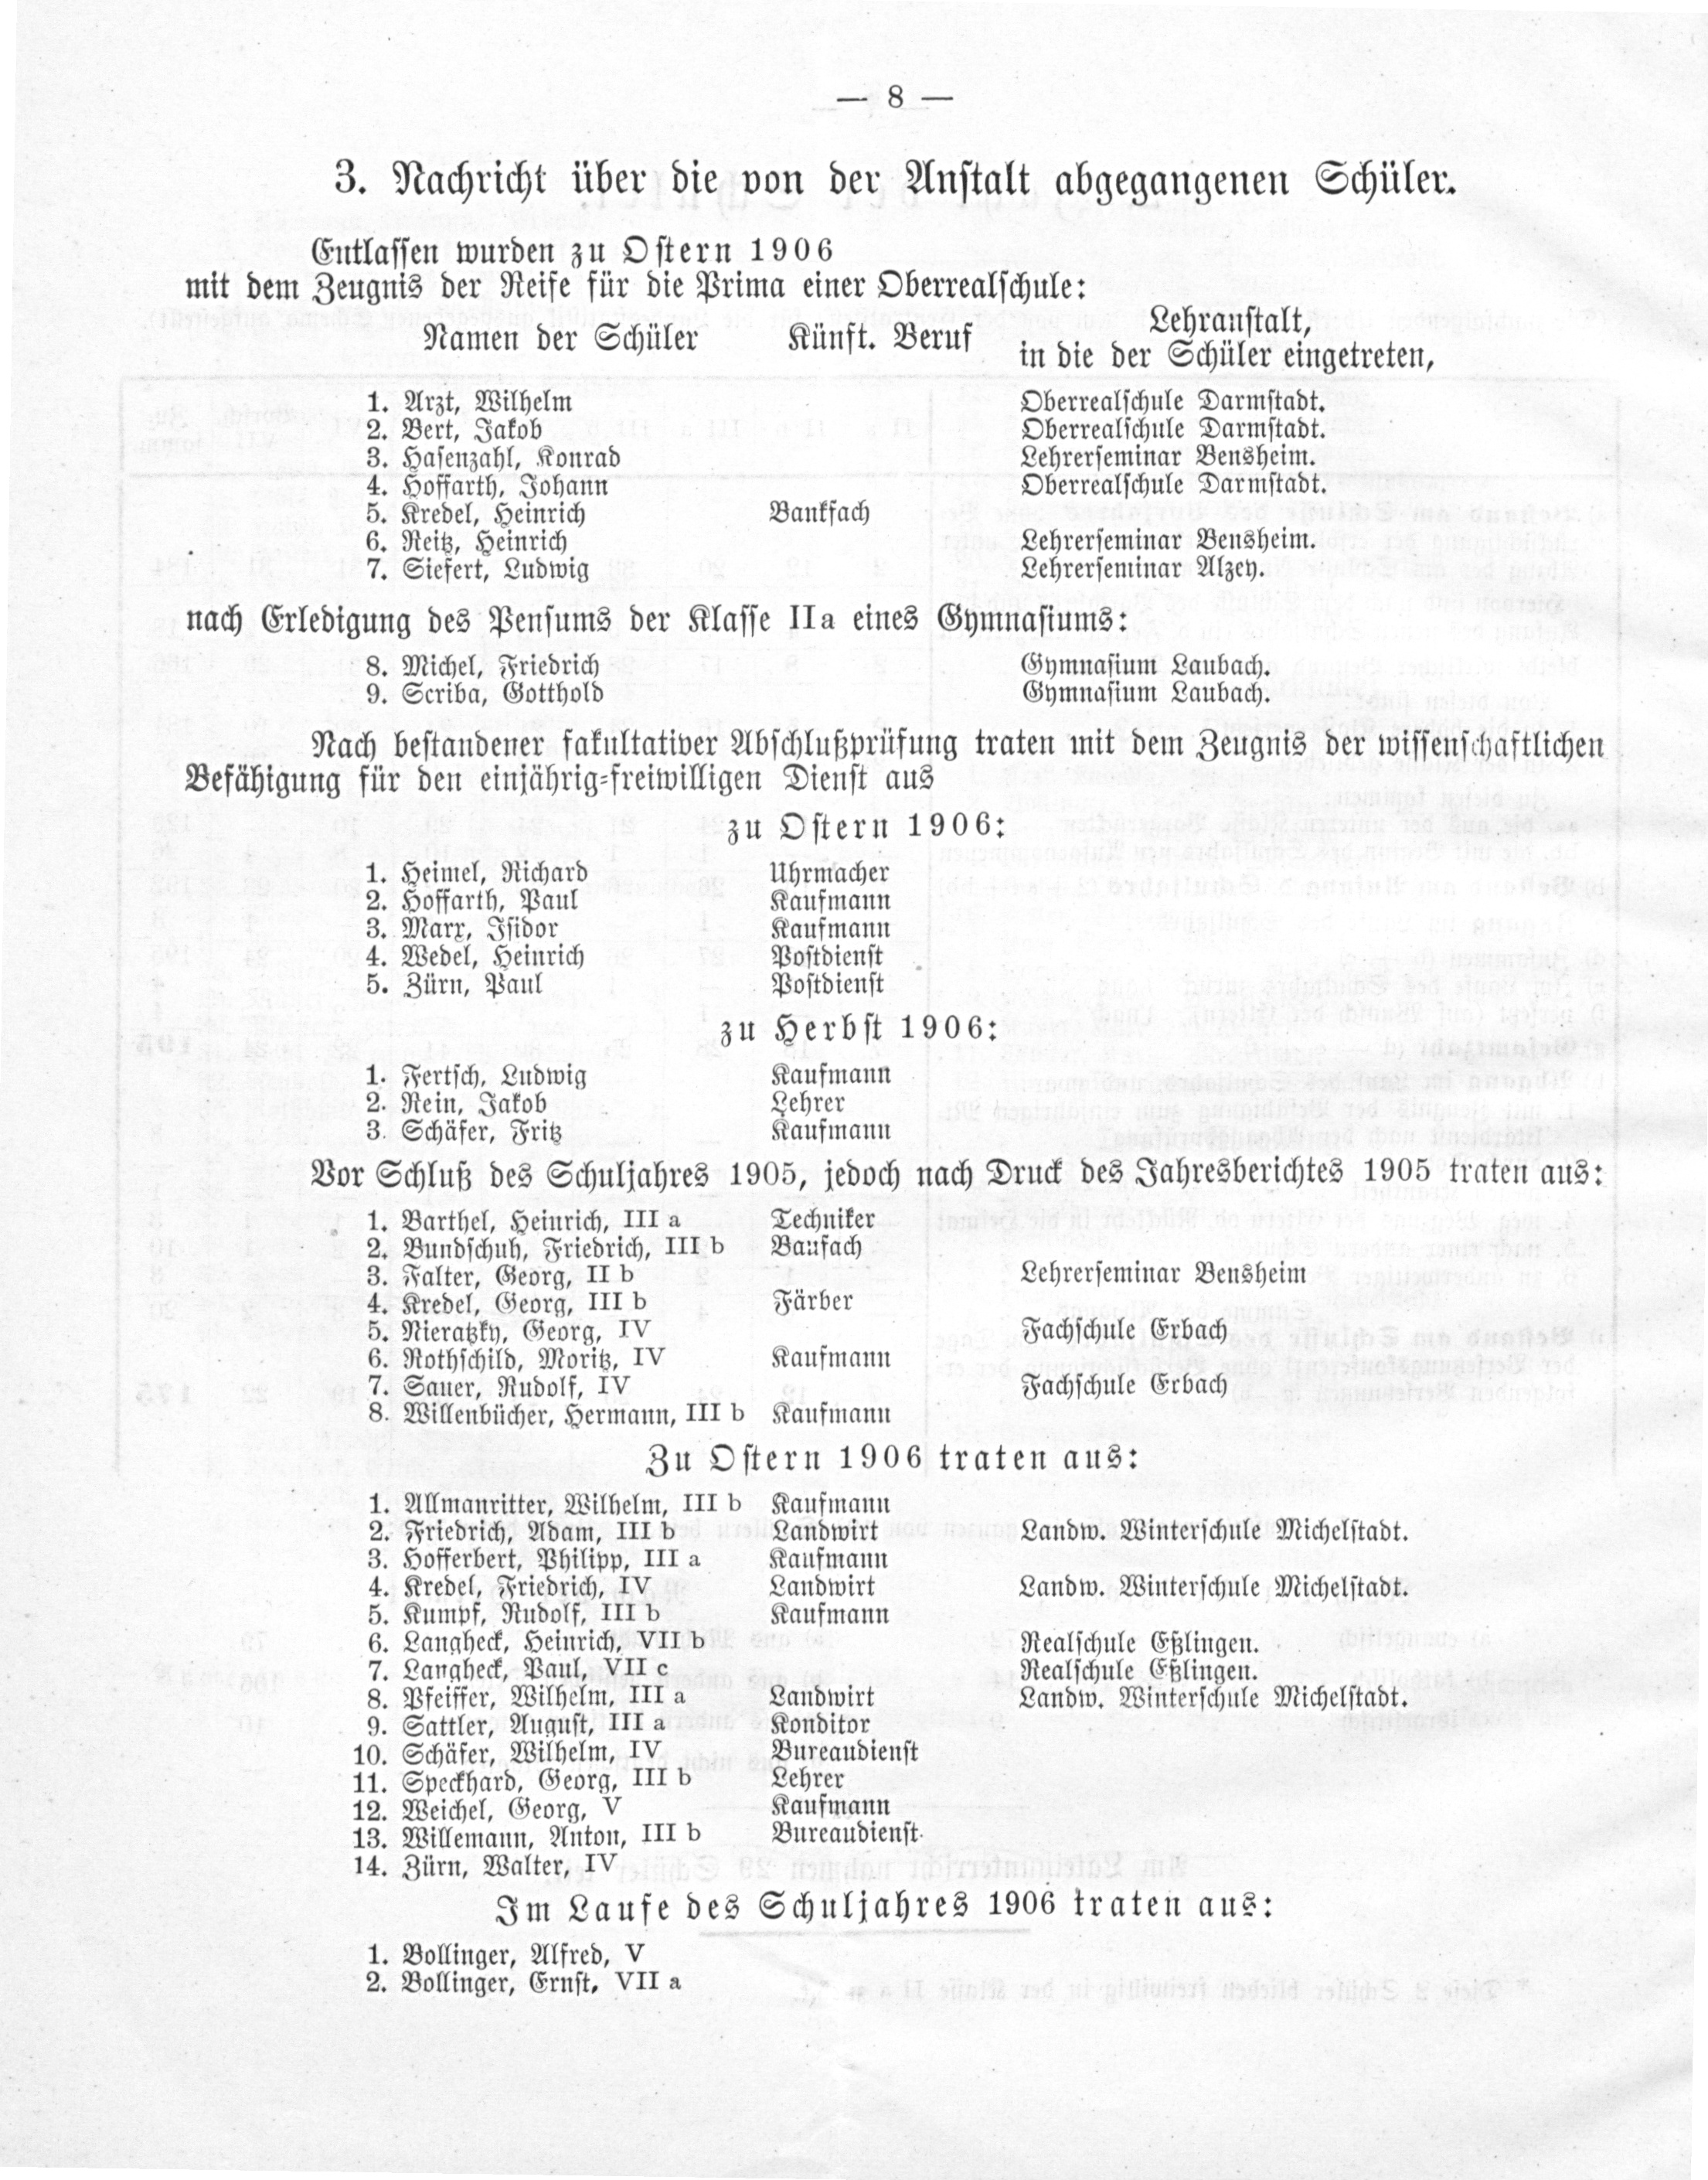 — 8 —
3. Nachricht über die von der Anstalt abgegangenen Schüler.
Entlassen wurden zu Ostern 1906
mit dem Zeugnis der Reife für die Prima einer Oberrealschule:
Namen der Schüler Künft. Beruf Lehranstalt,
in die der Schüler eingetreten,
1. Arzt, Wilhelm Oberrealschule Darmstadt.
2. Bert, Jakob Oberrealschule Darmstadt.
3. Hasenzahl, Konrad Lehrerseminar Bensheim.
4. Hoffarth, Johann Oberrealschule Darmstadt.
5. Kredel, Heinrich Bankfach
6. Reitz, Heinrich Lehrerseminar Bensheim.
7. Siefert, Ludwig Lehrerseminar Alzey.
nach Erledigung des Pensums der Klasse IIa eines Gymnasiums:
8. Michel, Friedrich Gymnasium Laubach.
9. Scriba, Gotthold Gymnasium Laubach.
Nach bestandener fakultativer Abschlußprüfung traten mit dem Zeugnis der wissenschaftlichen
Befähigung für den einjährig-freiwilligen Dienst aus
zu Ostern 1906:
1. Heimel, Richard Uhrmacher
2. Hoffarth, Paul Kaufmann
3. Marx, Isidor Kaufmann
4. Wedel, Heinrich Postdienst
5. Zürn, Paul Postdienst
zu Herbst 1906:
1. Fertsch, Ludwig Kaufmann
2. Rein, Jakob Lehrer
3. Schäfer, Fritz Kaufmann
Vor Schluß des Schuljahres 1905, jedoch nach Druck des Jahresberichtes 1905 traten aus:
1. Barthel, Heinrich, III a Techniker
2. Bundschuh, Friedrich, III b Baufach
3. Falter, Georg, II b Lehrerseminar Bensheim
4. Kredel, Georg, III b Färber
5. Nieratzky, Georg, IV Fachschule Erbach
6. Rothschild, Moritz, IV Kaufmann
7. Sauer, Rudolf, IV Fachschule Erbach
8. Willenbücher, Hermann, III b Kaufmann
Zu Ostern 1906 traten aus:
1. Allmanritter, Wilhelm, III b Kaufmann
2. Friedrich, Adam, III b Landwirt Landw. Winterschule Michelstadt.
3. Hofferbert, Philipp, III a Kaufmann
4. Kredel, Friedrich, IV Landwirt Landw. Winterschule Michelstadt.
5. Kumpf, Rudolf, III b Kaufmann
6. Langheck, Heinrich, VII b Realschule Eßlingen.
7. Langheck, Paul, VII c Realschule Eßlingen.
8. Pfeiffer, Wilhelm, III a Landwirt Landw. Winterschule Michelstadt.
9. Sattler, August, III a Konditor
10. Schäfer, Wilhelm, IV Bureaudienst
11. Speckhard, Georg, III b Lehrer
12. Weichel, Georg, V Kaufmann
13. Willemann, Anton, III b Bureaudienst.
14. Zürn, Walter, IV
Im Laufe des Schuljahres 1906 traten aus:
1. Bollinger, Alfred, V
2. Bollinger, Ernst, VII a